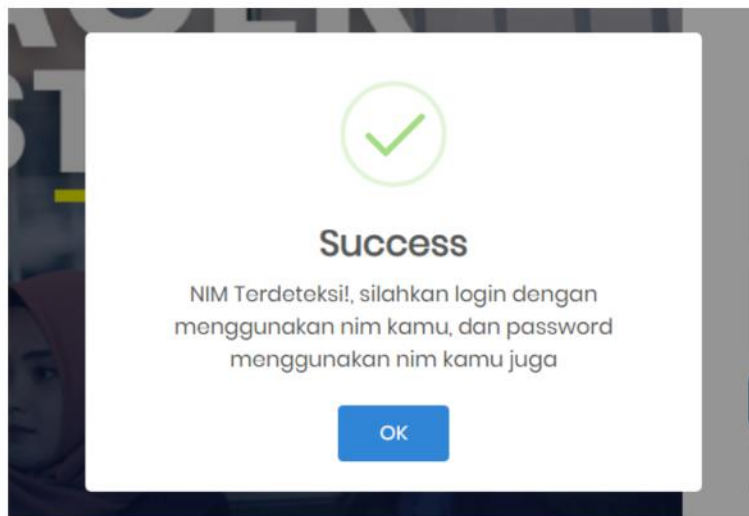 Success
NIM Terdeteksi!, silahkan login dengan
menggunakan nim kamu, dan password
menggunakan nim kamu juga
OK